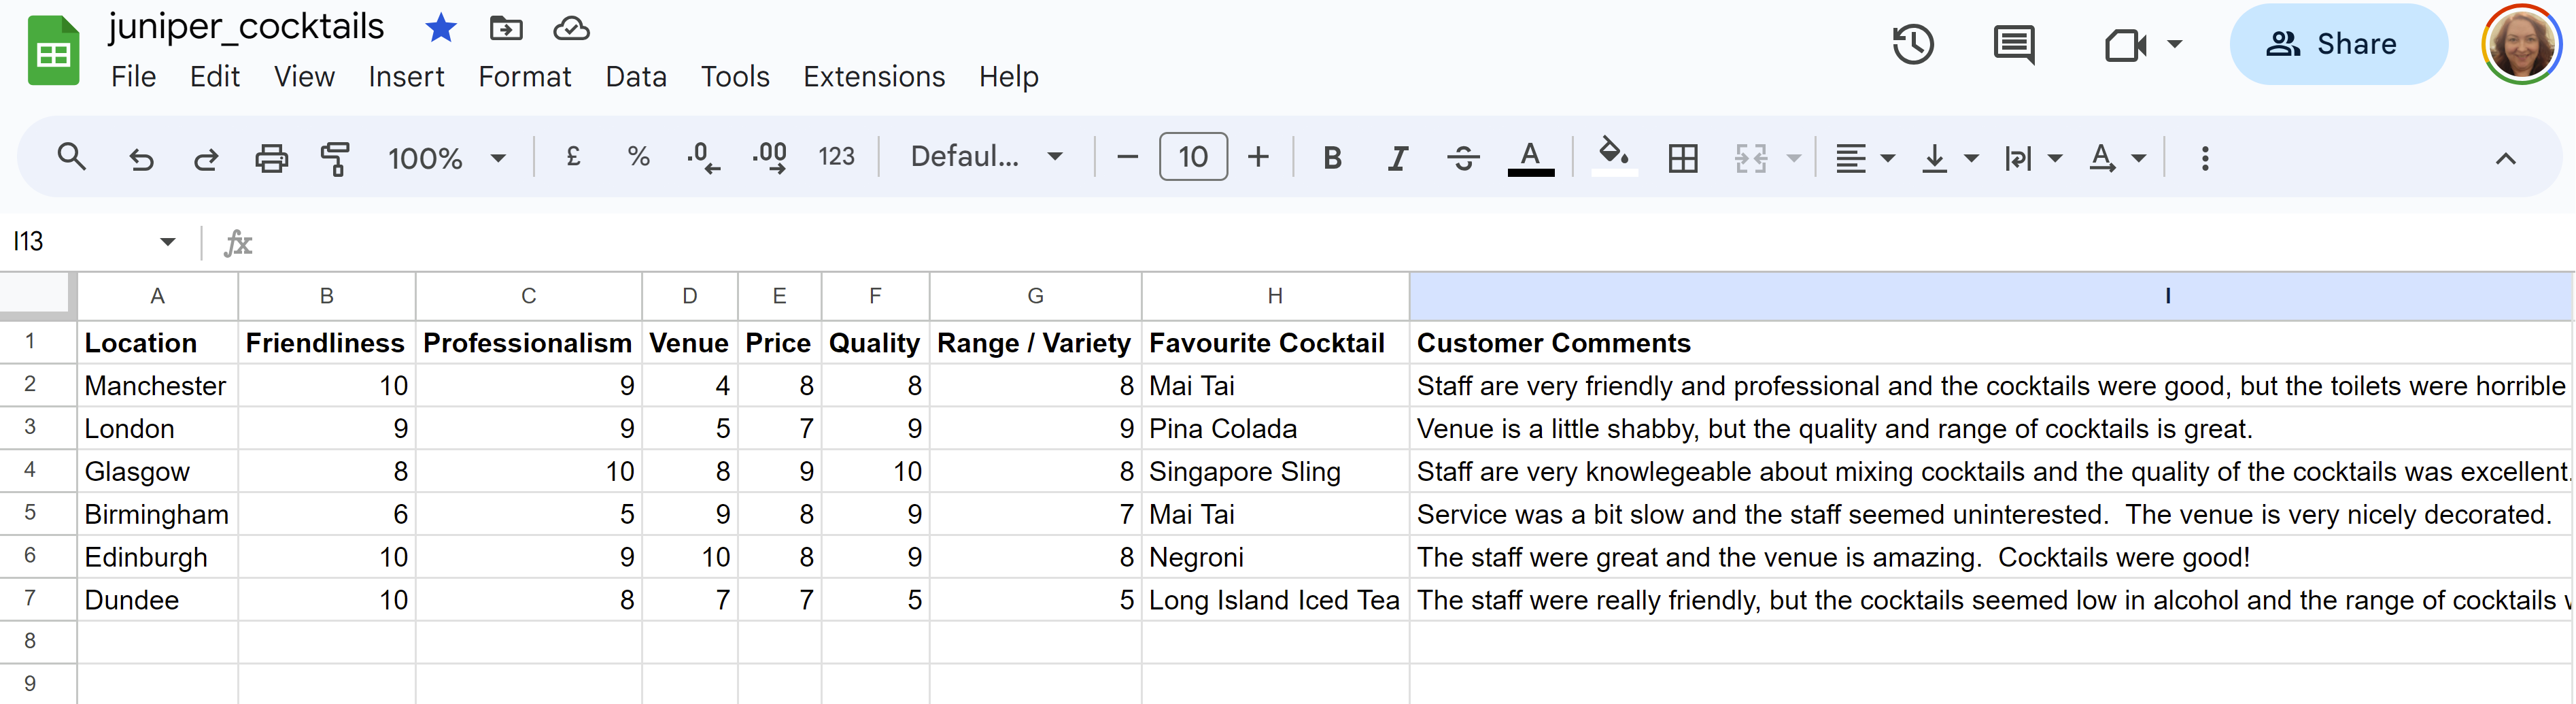 juniper_cocktails
File Edit View Insert Format Data Tools Extensions Help
Share
100% £ % .0 .00 123 Defaul... 10 B I S A A
I13 fx
A B C D E F G H I
1 Location Friendliness Professionalism Venue Price Quality Range / Variety Favourite Cocktail Customer Comments
2 Manchester 10 9 4 8 8 8 Mai Tai Staff are very friendly and professional and the cocktails were good, but the toilets were horrible
3 London 9 9 5 7 9 9 Pina Colada Venue is a little shabby, but the quality and range of cocktails is great.
4 Glasgow 8 10 8 9 10 8 Singapore Sling Staff are very knowlegeable about mixing cocktails and the quality of the cocktails was excellent.
5 Birmingham 6 5 9 8 9 7 Mai Tai Service was a bit slow and the staff seemed uninterested. The venue is very nicely decorated.
6 Edinburgh 10 9 10 8 9 8 Negroni The staff were great and the venue is amazing. Cocktails were good!
7 Dundee 10 8 7 7 5 5 Long Island Iced Tea The staff were really friendly, but the cocktails seemed low in alcohol and the range of cocktails
8
9